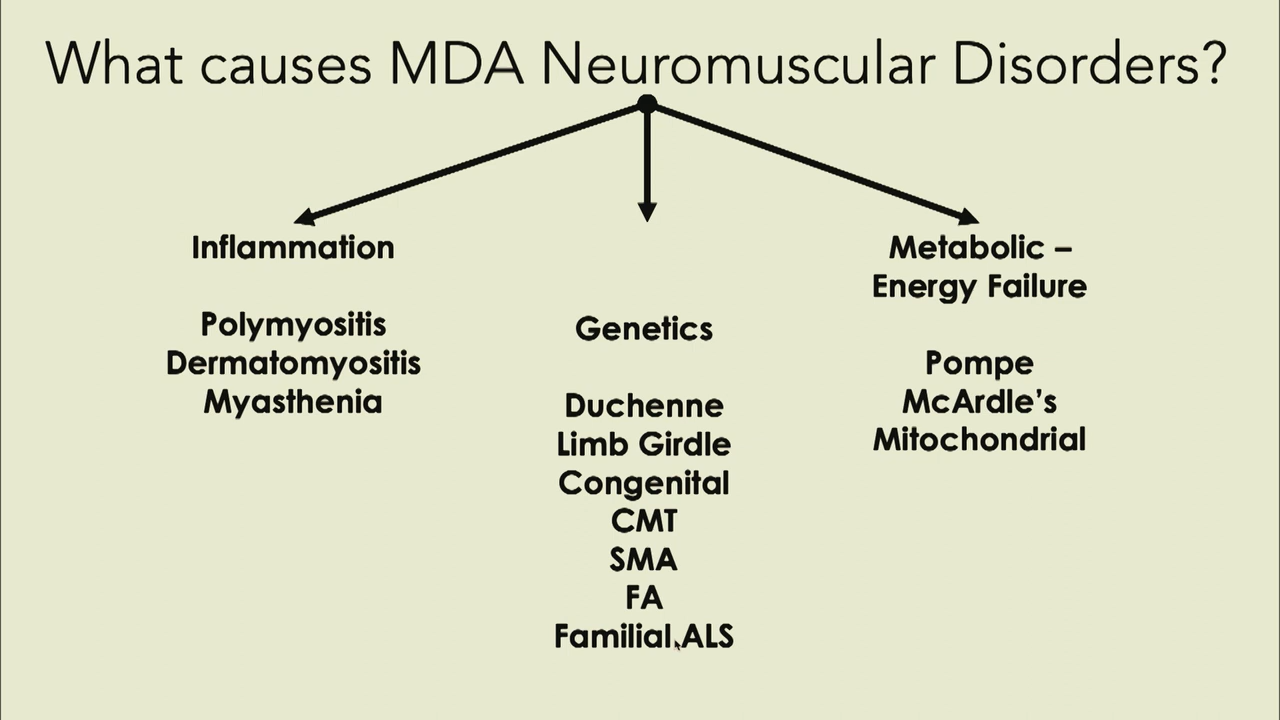 What causes MDA Neuromuscular Disorders?
Inflammation
Polymyositis
Dermatomyositis
Myasthenia
Genetics
Duchenne
Limb Girdle
Congenital
CMT
SMA
FA
Familial ALS
Metabolic –
Energy Failure
Pompe
McArdle’s
Mitochondrial